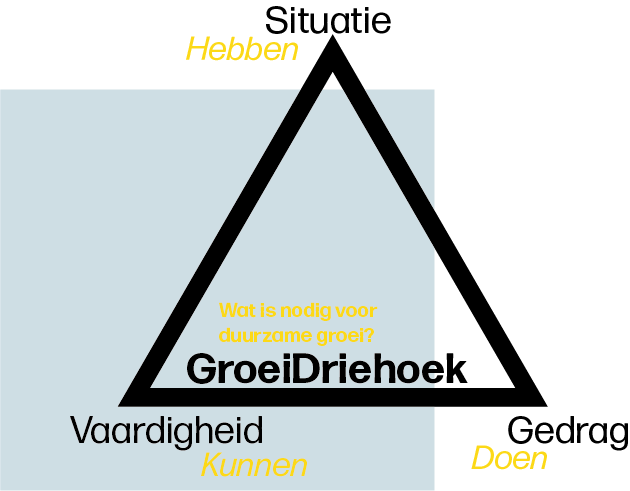 Situatie
Hebben
Wat is nodig voor
duurzame groei?
GroeiDriehoek
Vaardigheid
Kunnen
Gedrag
Doen